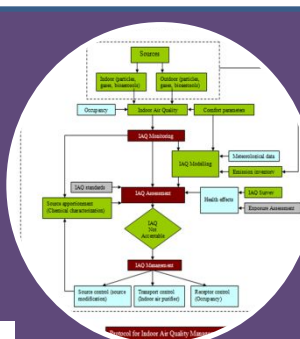 Sources
Indoor (particles,
gases, bioaerosols)
Outdoor (particles,
gases, bioaerosols)
Occupancy
Indoor Air Quality
Comfort parameters
IAQ Monitoring
IAQ Modelling
Meteorological data
Emission inventory
IAQ standards
IAQ Assessment
Health effects
IAQ Survey
Exposure Assessment
Source apportionment
(Chemical characterization)
IAQ
Not
Acceptable
IAQ Management
Source control (source
modification)
Transport control
(Indoor air purifier)
Receptor control
(Occupancy)
Protocol for Indoor Air Quality Manage